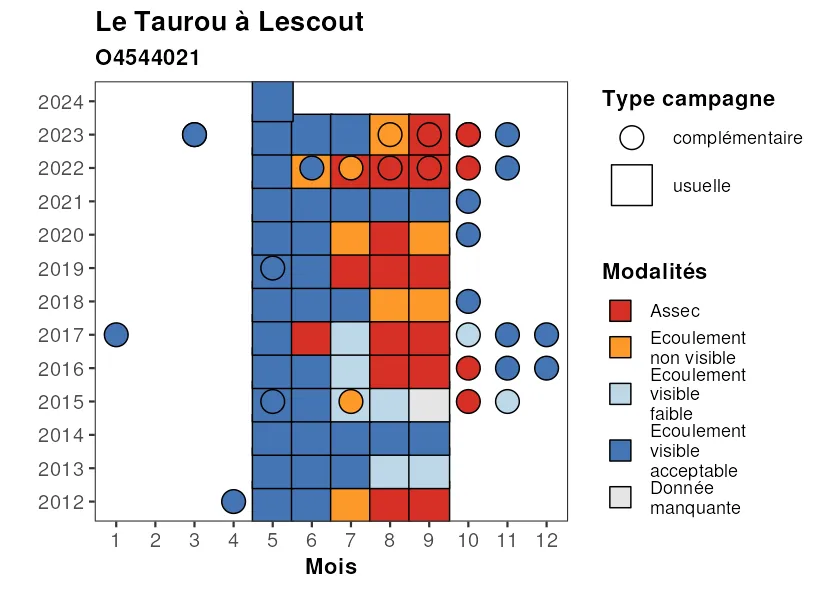 Le Taurou à Lescout
O4544021
2024
2023
2022
2021
2020
2019
2018
2017
2016
2015
2014
2013
2012
1 2 3 4 5 6 7 8 9 10 11 12
Mois
Type campagne
complémentaire
usuelle
Modalités
Assec
Ecoulement
non visible
Ecoulement
visible
faible
Ecoulement
visible
acceptable
Donnée
manquante